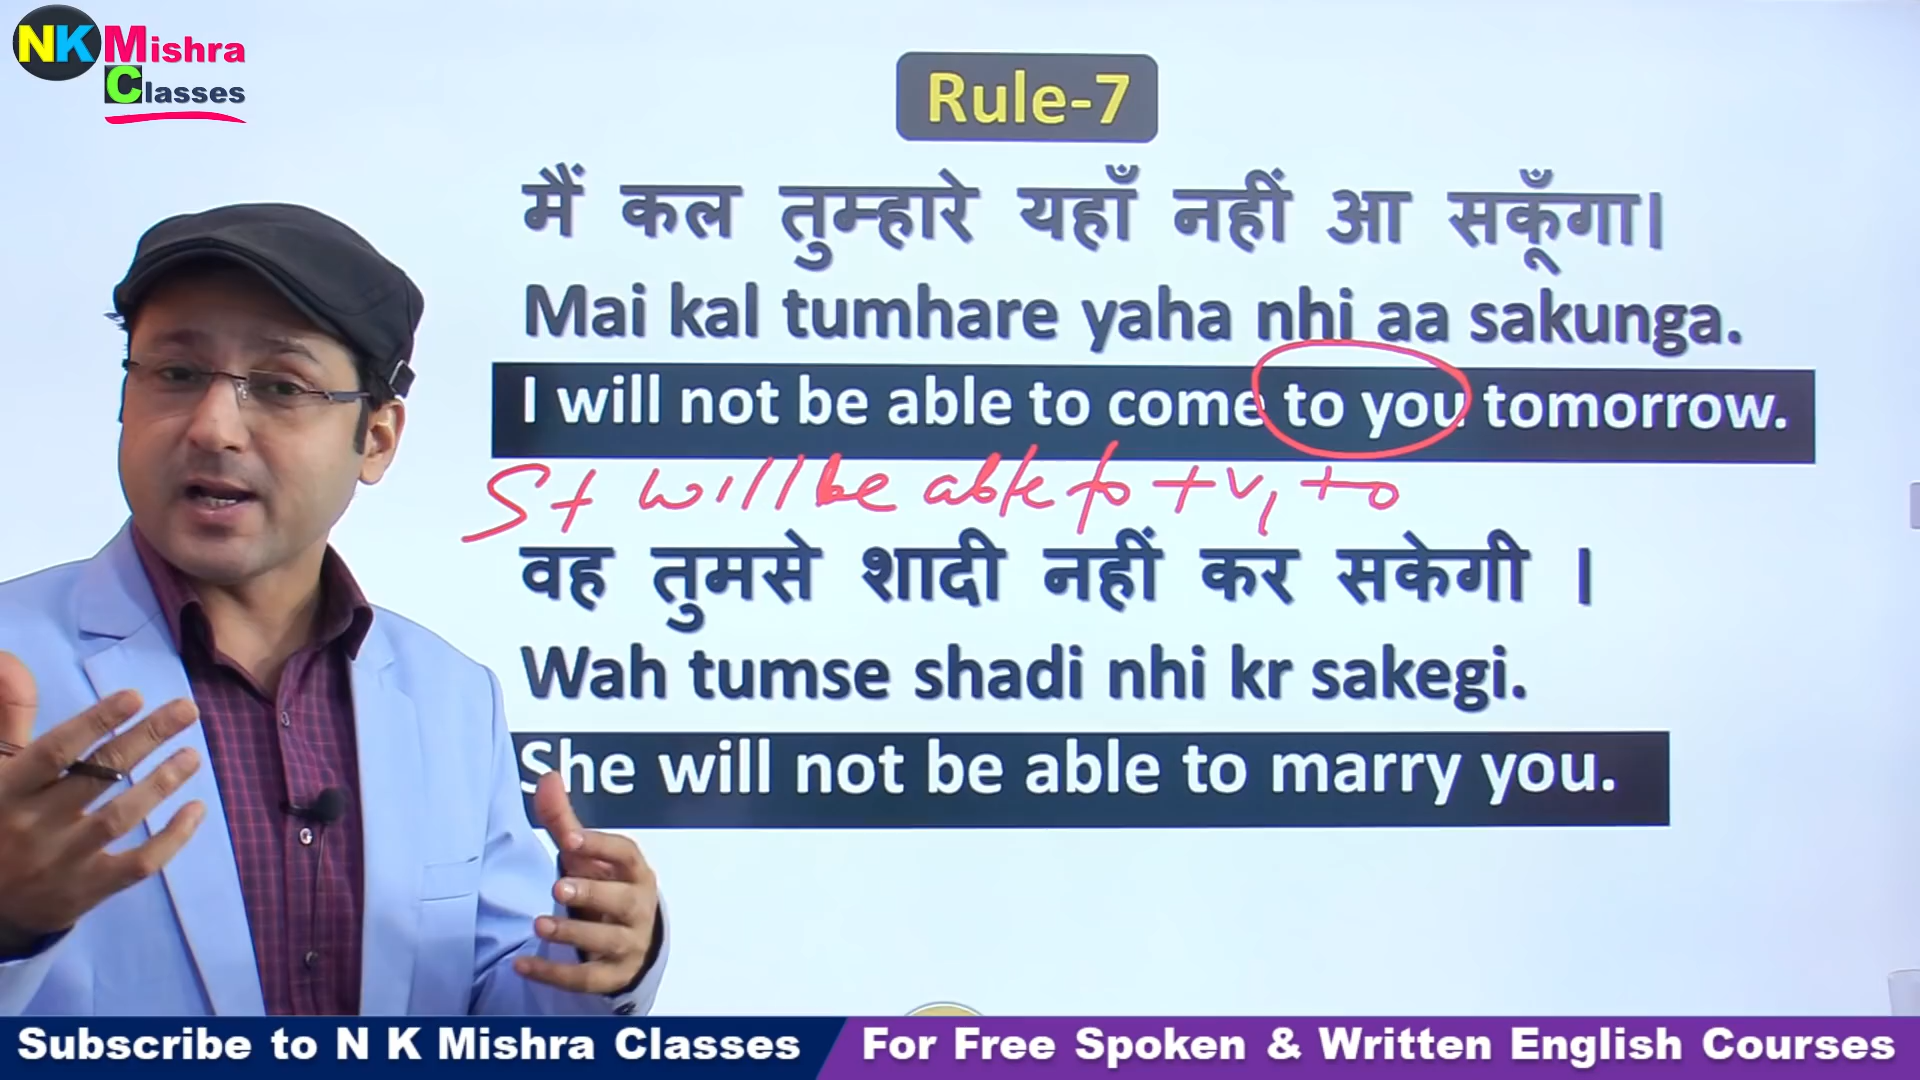 NK Mishra
Classes
Rule-7
मैं कल तुम्हारे यहाँ नहीं आ सकूँगा।
Mai kal tumhare yaha nhi aa sakunga.
I will not be able to come to you tomorrow.
S+ will be able to + V1 + o
वह तुमसे शादी नहीं कर सकेगी ।
Wah tumse shadi nhi kr sakegi.
She will not be able to marry you.
Subscribe to N K Mishra Classes
For Free Spoken & Written English Courses